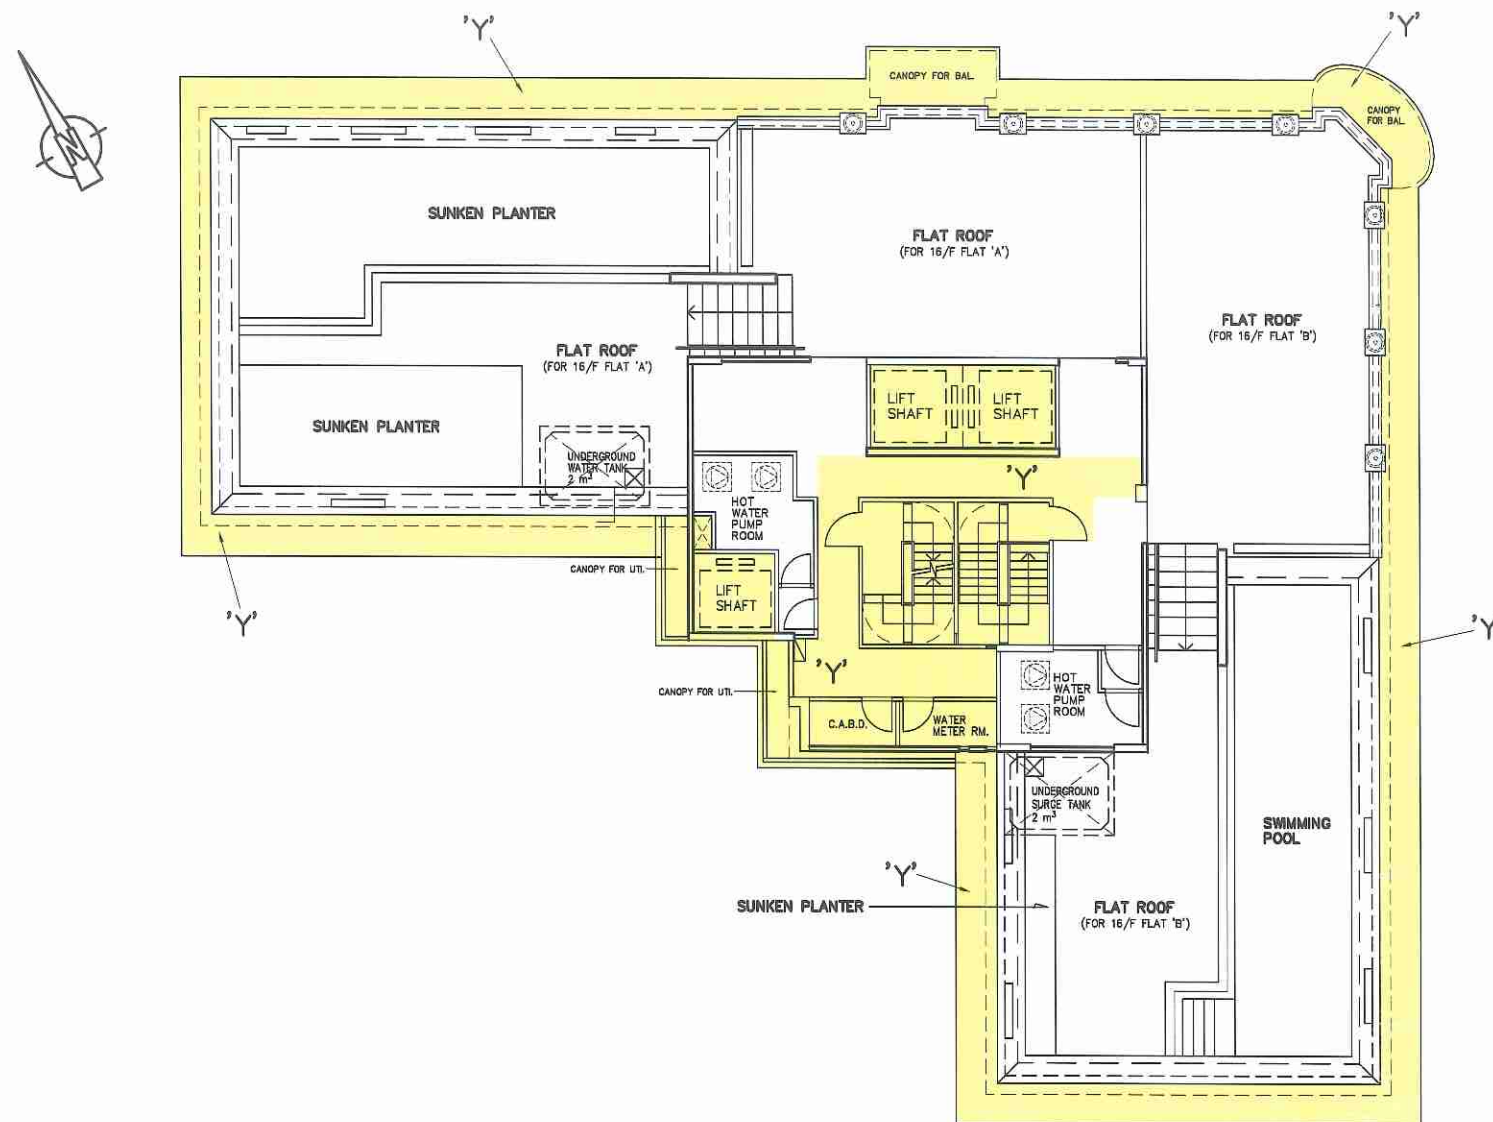 'Y'
'Y'
CANOPY FOR BAL.
CANOPY
FOR BAL.
N
SUNKEN PLANTER
FLAT ROOF
(FOR 16/F FLAT 'A')
FLAT ROOF
(FOR 16/F FLAT 'B')
FLAT ROOF
(FOR 16/F FLAT 'A')
LIFT
SHAFT
LIFT
SHAFT
SUNKEN PLANTER
UNDERGROUND
WATER TANK
2 m³
'Y'
HOT
WATER
PUMP
ROOM
CANOPY FOR UTI.
LIFT
SHAFT
'Y'
'Y'
'Y'
CANOPY FOR UTI.
HOT
WATER
PUMP
ROOM
C.A.B.D.
WATER
METER RM.
UNDERGROUND
SURGE TANK
2 m³
SWIMMING
POOL
'Y'
SUNKEN PLANTER
FLAT ROOF
(FOR 16/F FLAT 'B')